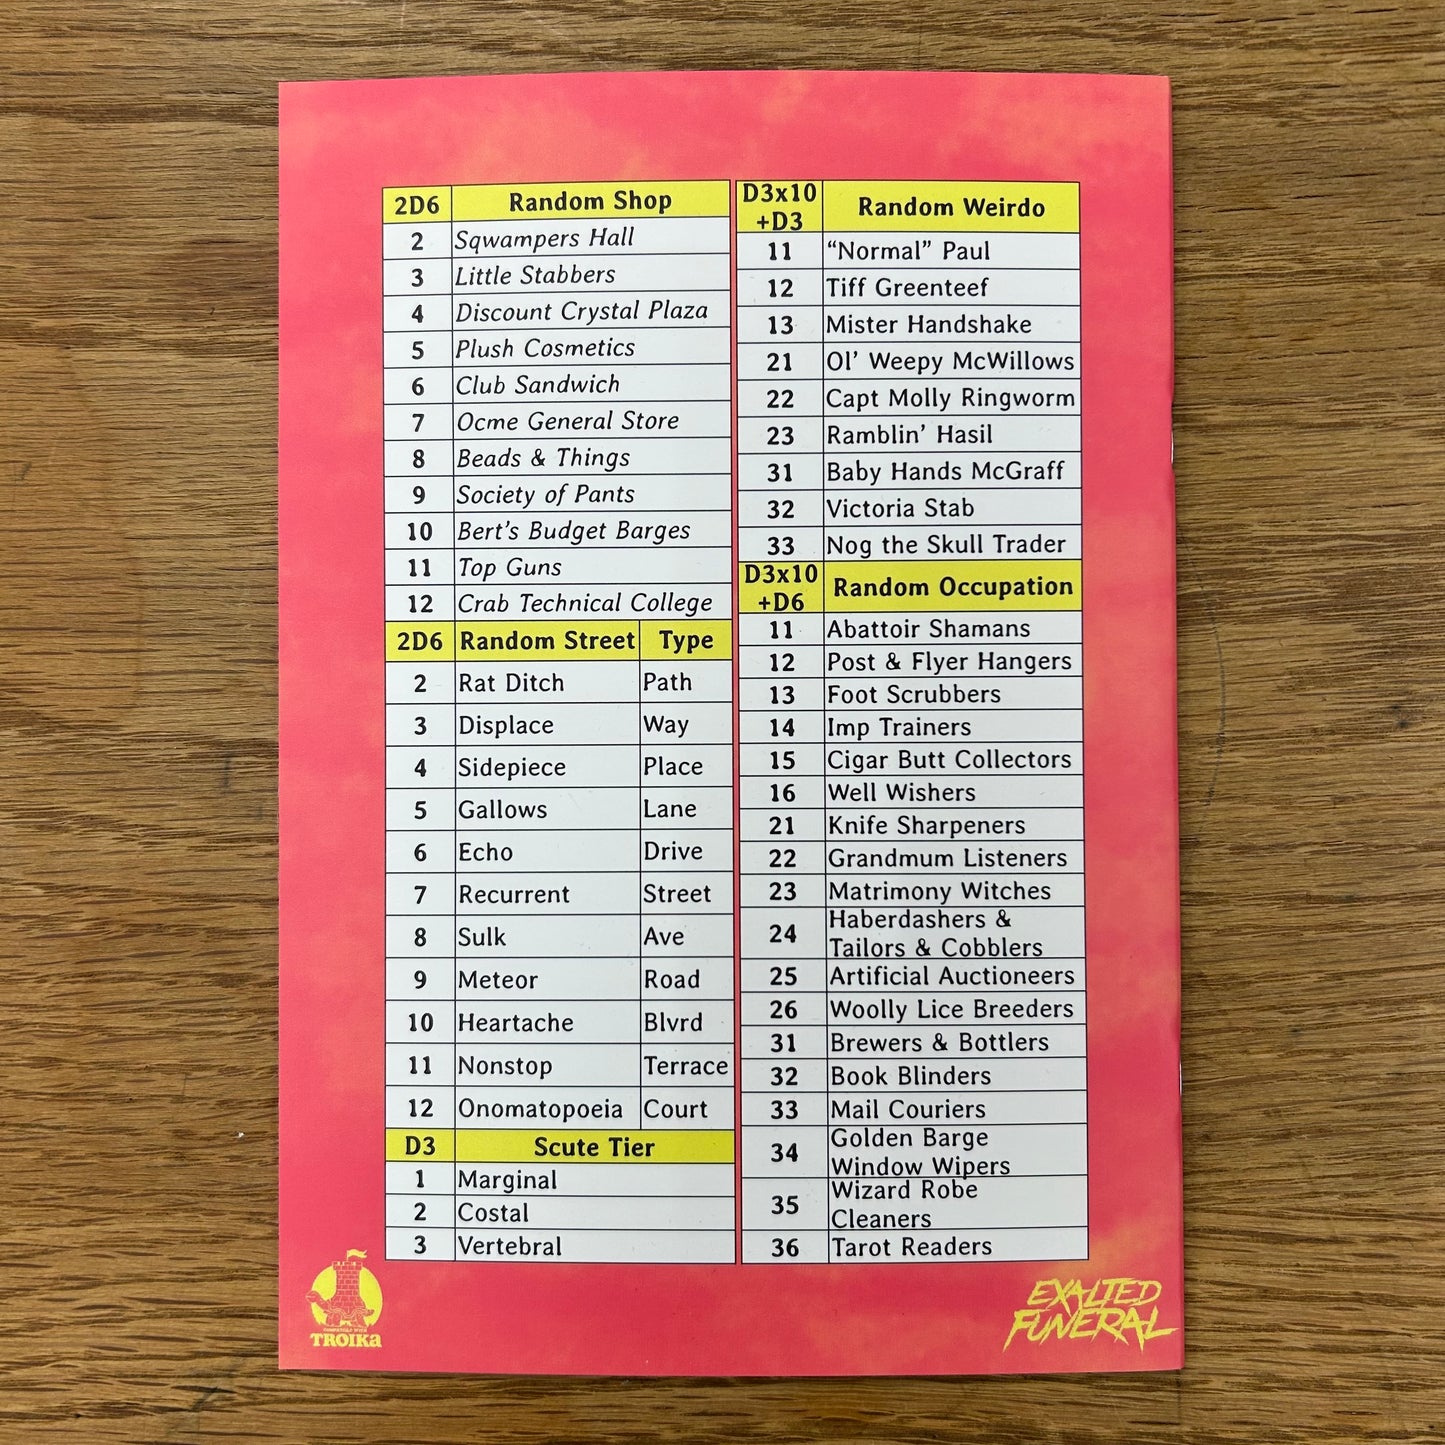 2D6 Random Shop
2 Sqwampers Hall
3 Little Stabbers
4 Discount Crystal Plaza
5 Plush Cosmetics
6 Club Sandwich
7 Ocme General Store
8 Beads & Things
9 Society of Pants
10 Bert's Budget Barges
11 Top Guns
12 Crab Technical College
2D6 Random Street Type
2 Rat Ditch Path
3 Displace Way
4 Sidepiece Place
5 Gallows Lane
6 Echo Drive
7 Recurrent Street
8 Sulk Ave
9 Meteor Road
10 Heartache Blvrd
11 Nonstop Terrace
12 Onomatopoeia Court
D3 Scute Tier
1 Marginal
2 Costal
3 Vertebral
D3x10
+D3
Random Weirdo
11 “Normal” Paul
12 Tiff Greenteef
13 Mister Handshake
21 Ol’ Weepy McWillows
22 Capt Molly Ringworm
23 Ramblin’ Hasil
31 Baby Hands McGraff
32 Victoria Stab
33 Nog the Skull Trader
D3x10
+D6
Random Occupation
11 Abattoir Shamans
12 Post & Flyer Hangers
13 Foot Scrubbers
14 Imp Trainers
15 Cigar Butt Collectors
16 Well Wishers
21 Knife Sharpeners
22 Grandmum Listeners
23 Matrimony Witches
24 Haberdashers &
Tailors & Cobblers
25 Artificial Auctioneers
26 Woolly Lice Breeders
31 Brewers & Bottlers
32 Book Blinders
33 Mail Couriers
34 Golden Barge
Window Wipers
35 Wizard Robe
Cleaners
36 Tarot Readers
COMPATIBLE WITH
TROIKA
EXALTED
FUNERAL